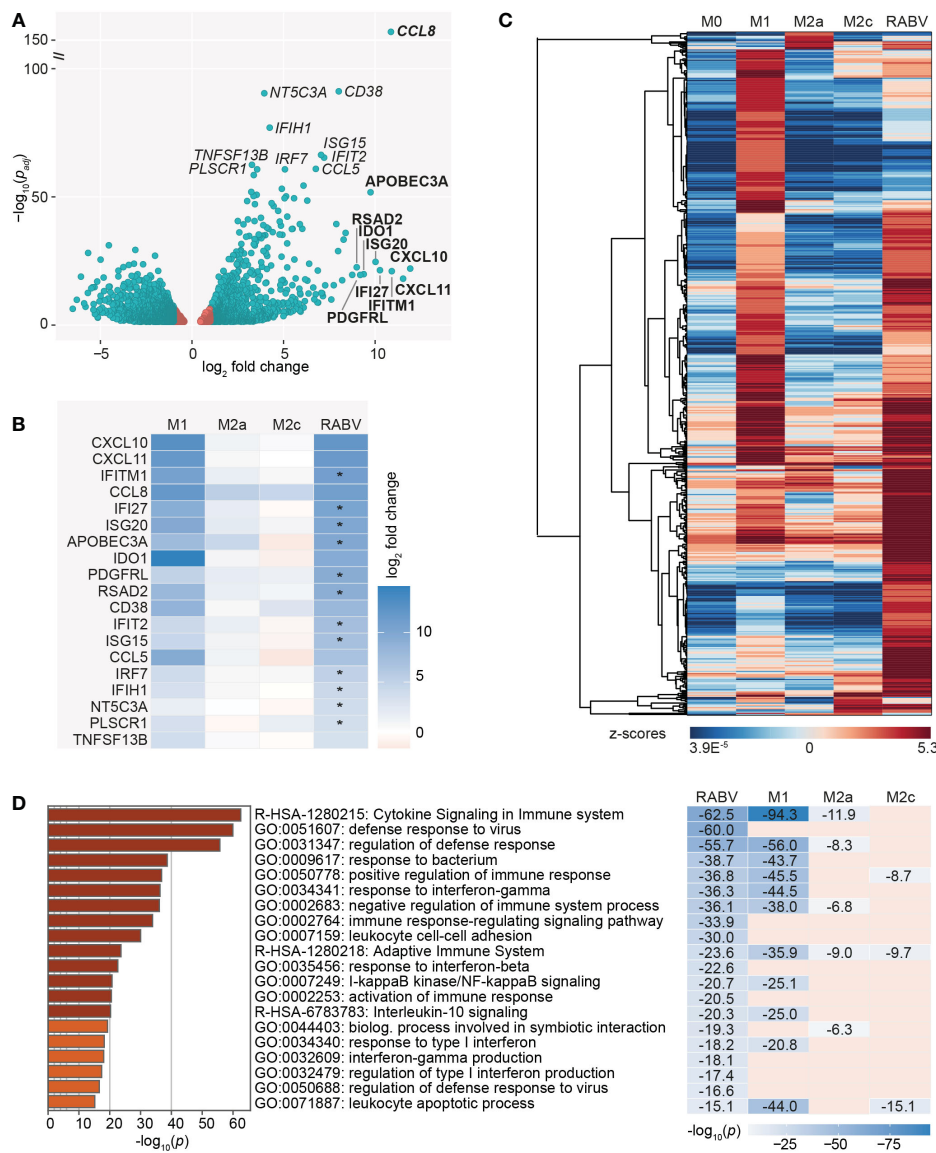 A
150
//
100
50
0
−log10(padj)
CCL8
NT5C3A
CD38
IFIH1
ISG15
TNFSF13B
IRF7
IFIT2
PLSCR1
CCL5
APOBEC3A
RSAD2
IDO1
ISG20
CXCL10
IFI27
CXCL11
IFITM1
PDGFRL
−5
0
5
10
log2 fold change
B
M1 M2a M2c RABV
CXCL10
CXCL11
IFITM1 *
CCL8
IFI27 *
ISG20 *
APOBEC3A *
IDO1
PDGFRL *
RSAD2 *
CD38
IFIT2 *
ISG15 *
CCL5
IRF7 *
IFIH1 *
NT5C3A *
PLSCR1 *
TNFSF13B
log2 fold change
10
5
0
C
M0 M1 M2a M2c RABV
z-scores
3.9E-5 0 5.3
D
RABV M1 M2a M2c
R-HSA-1280215: Cytokine Signaling in Immune system -62.5 -94.3 -11.9
GO:0051607: defense response to virus -60.0
GO:0031347: regulation of defense response -55.7 -56.0 -8.3
GO:0009617: response to bacterium -38.7 -43.7
GO:0050778: positive regulation of immune response -36.8 -45.5 -8.7
GO:0034341: response to interferon-gamma -36.3 -44.5
GO:0002683: negative regulation of immune system process -36.1 -38.0 -6.8
GO:0002764: immune response-regulating signaling pathway -33.9
GO:0007159: leukocyte cell-cell adhesion -30.0
R-HSA-1280218: Adaptive Immune System -23.6 -35.9 -9.0 -9.7
GO:0035456: response to interferon-beta -22.6
GO:0007249: I-kappaB kinase/NF-kappaB signaling -20.7 -25.1
GO:0002253: activation of immune response -20.5
R-HSA-6783783: Interleukin-10 signaling -20.3 -25.0
GO:0044403: biolog. process involved in symbiotic interaction -19.3 -6.3
GO:0034340: response to type I interferon -18.2 -20.8
GO:0032609: interferon-gamma production -18.1
GO:0032479: regulation of type I interferon production -17.4
GO:0050688: regulation of defense response to virus -16.6
GO:0071887: leukocyte apoptotic process -15.1 -44.0 -15.1
0 10 20 30 40 50 60
-log10(p)
-log10(p)
−25 −50 −75